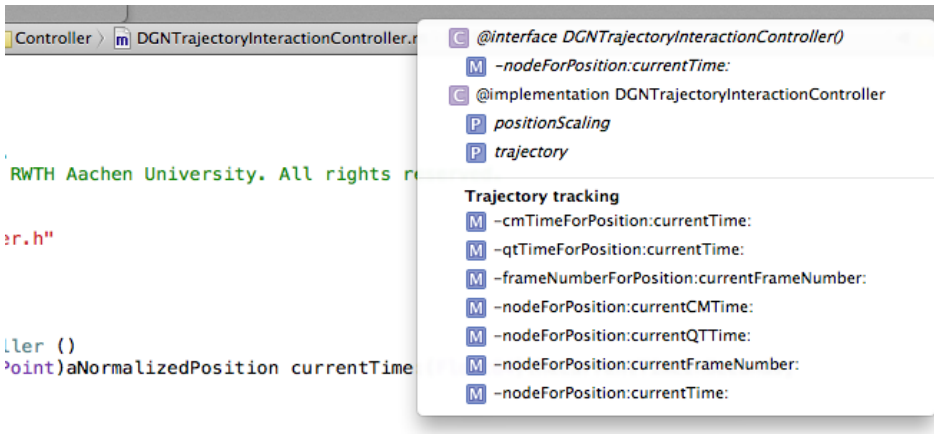 Controller 〉 m DGNTrajectoryInteractionController.
C @interface DGNTrajectoryInteractionController()
M -nodeForPosition:currentTime:
C @implementation DGNTrajectoryInteractionController
P positionScaling
P trajectory
RWTH Aachen University. All rights
Trajectory tracking
M -cmTimeForPosition:currentTime:
M -qtTimeForPosition:currentTime:
er.h"
M -frameNumberForPosition:currentFrameNumber:
M -nodeForPosition:currentCMTime:
M -nodeForPosition:currentQTTime:
ller ()
Point)aNormalizedPosition currentTime
M -nodeForPosition:currentFrameNumber:
M -nodeForPosition:currentTime: